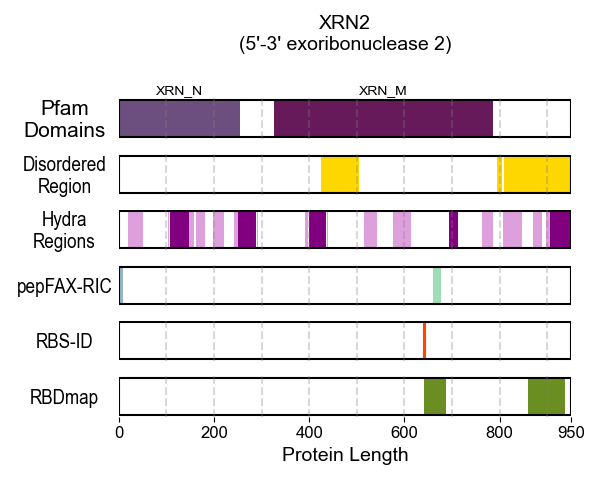 XRN2
(5'-3' exoribonuclease 2)
XRN_N XRN_M
Pfam
Domains
Disordered
Region
Hydra
Regions
pepFAX-RIC
RBS-ID
RBDmap
0 200 400 600 800 950
Protein Length